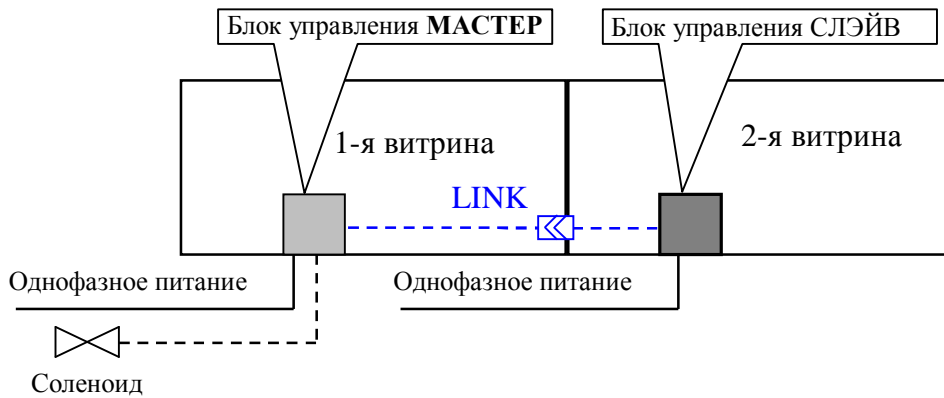 Блок управления МАСТЕР
Блок управления СЛЭЙВ
1-я витрина
2-я витрина
LINK
Однофазное питание
Однофазное питание
Соленоид